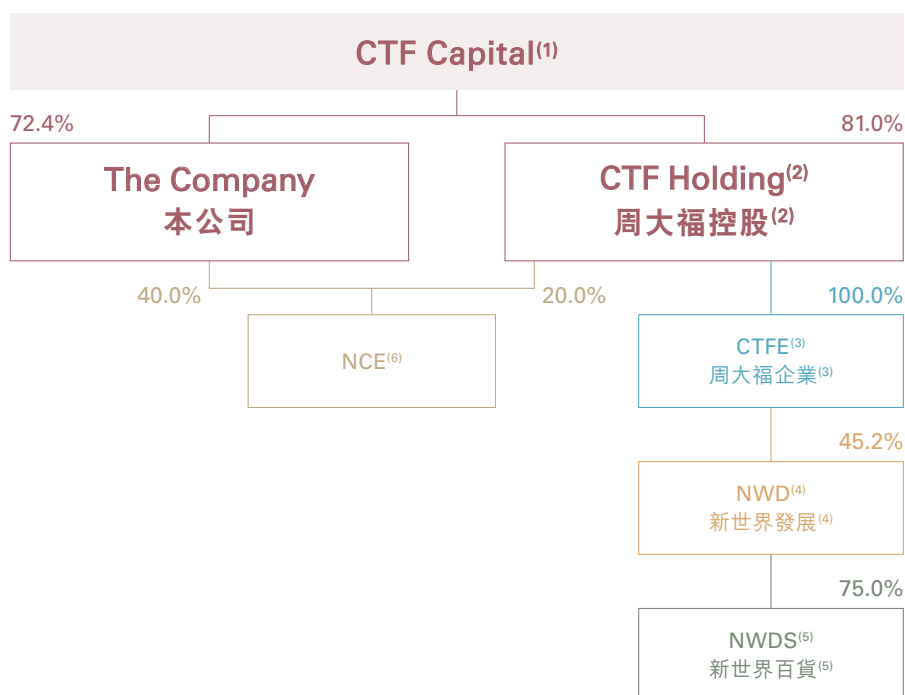 CTF Capital(1)
72.4%
81.0%
The Company
本公司
CTF Holding(2)
周大福控股(2)
40.0%
20.0%
100.0%
NCE(6)
CTFE(3)
周大福企業(3)
45.2%
NWD(4)
新世界發展(4)
75.0%
NWDS(5)
新世界百貨(5)